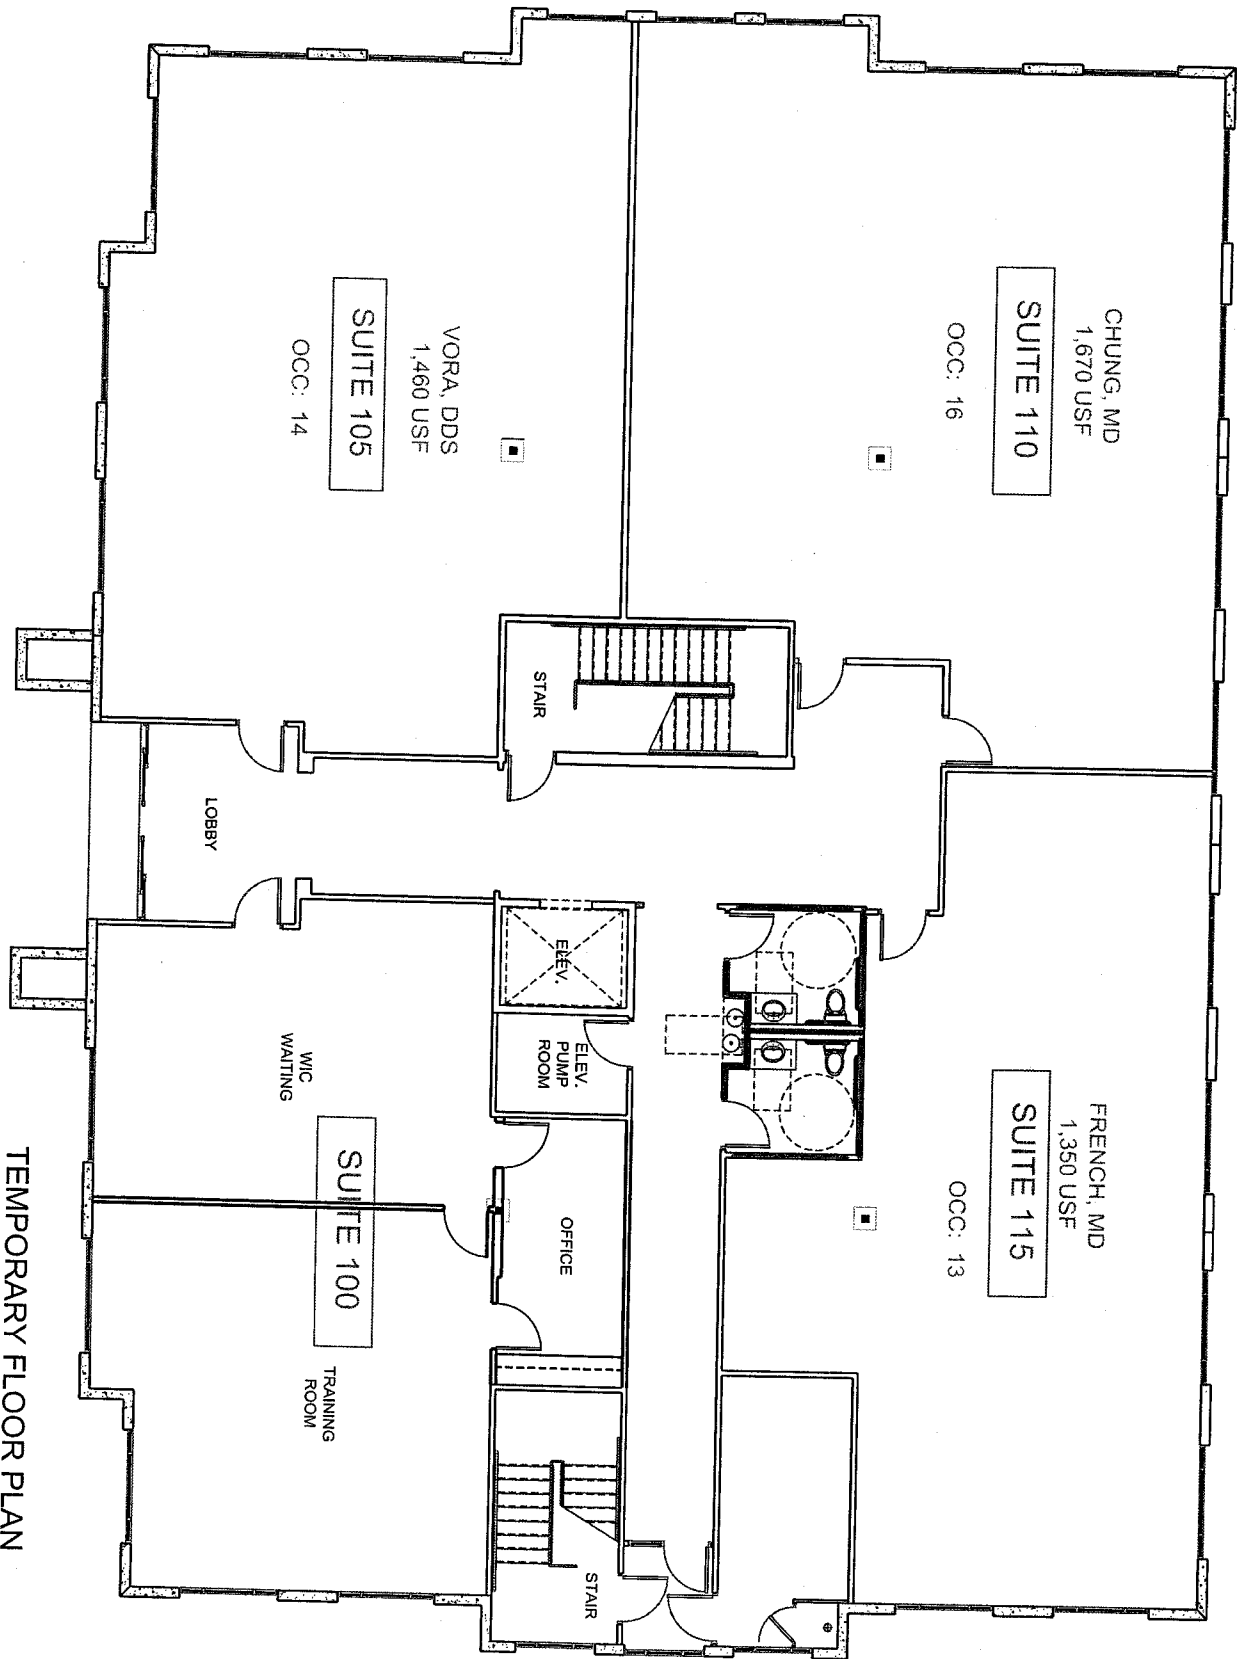 CHUNG, MD
1,670 USF
SUITE 110
OCC: 16
VORA, DDS
1,460 USF
SUITE 105
OCC: 14
FRENCH, MD
1,350 USF
SUITE 115
OCC: 13
STAIR
LOBBY
ELEV.
ELEV.
PUMP
ROOM
OFFICE
WIC
WAITING
SUITE 100
TRAINING
ROOM
STAIR
TEMPORARY FLOOR PLAN